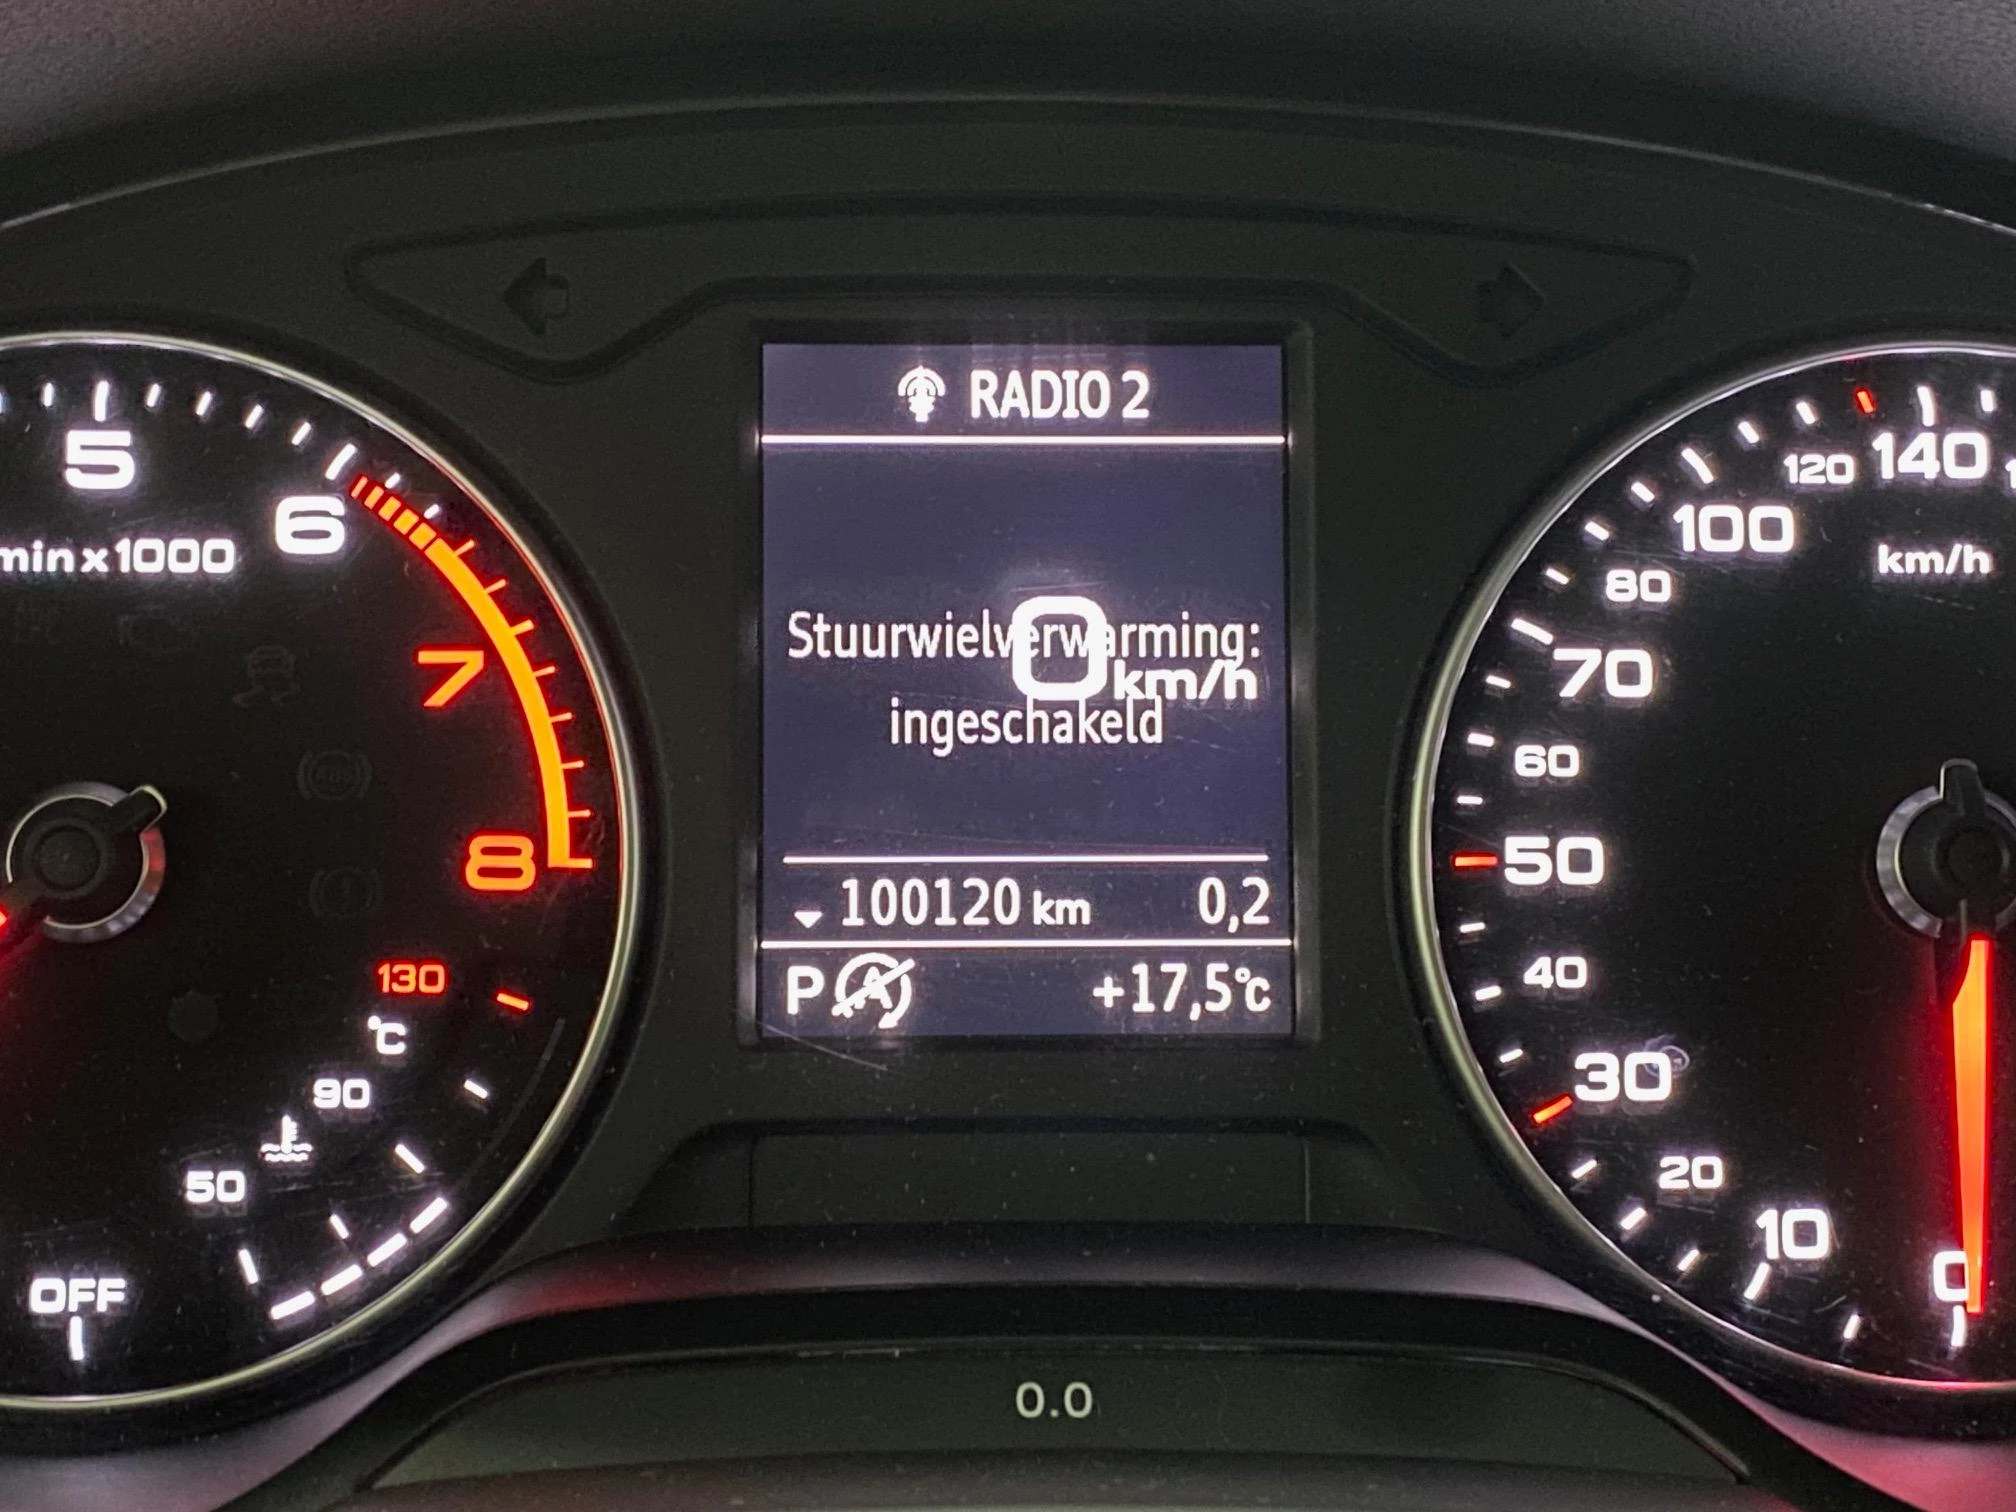 RADIO 2
Stuurwielverwarming:
0 km/h
ingeschakeld
100120 km 0,2
P A +17,5°C
5
6
min x 1000
7
8
130
°C
90
50
OFF
140
120
100
km/h
80
70
60
50
40
30
20
10
0
0.0